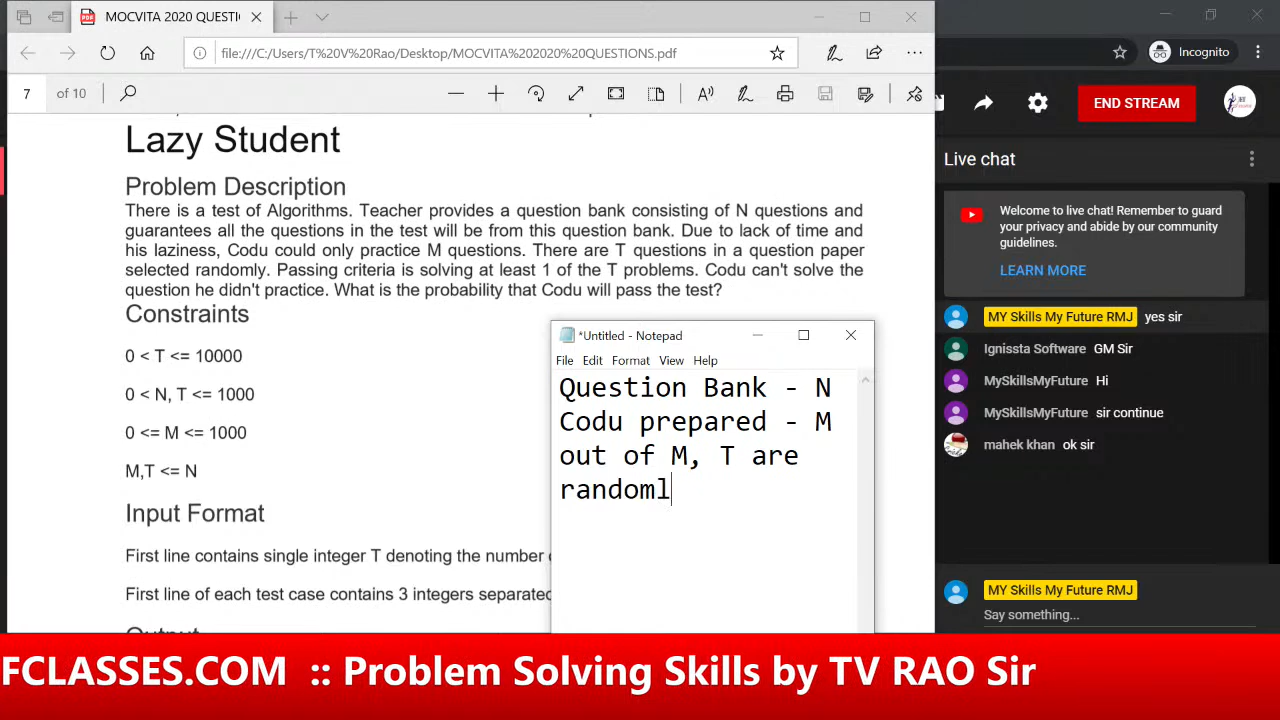 MOCVITA 2020 QUESTI
file:///C:/Users/T%20V%20Rao/Desktop/MOCVITA%202020%20QUESTIONS.pdf
Incognito
7 of 10
END STREAM
Lazy Student
Problem Description
There is a test of Algorithms. Teacher provides a question bank consisting of N questions and
guarantees all the questions in the test will be from this question bank. Due to lack of time and
his laziness, Codu could only practice M questions. There are T questions in a question paper
selected randomly. Passing criteria is solving at least 1 of the T problems. Codu can't solve the
question he didn't practice. What is the probability that Codu will pass the test?
Constraints
0 < T <= 10000
0 < N, T <= 1000
0 <= M <= 1000
M,T <= N
Input Format
First line contains single integer T denoting the number
First line of each test case contains 3 integers separated
Output
*Untitled - Notepad
File Edit Format View Help
Question Bank - N
Codu prepared - M
out of M, T are
randoml
Live chat
Welcome to live chat! Remember to guard
your privacy and abide by our community
guidelines.
LEARN MORE
MY Skills My Future RMJ yes sir
Ignissta Software GM Sir
MySkillsMyFuture Hi
MySkillsMyFuture sir continue
mahek khan ok sir
MY Skills My Future RMJ
Say something...
FCLASSES.COM :: Problem Solving Skills by TV RAO Sir